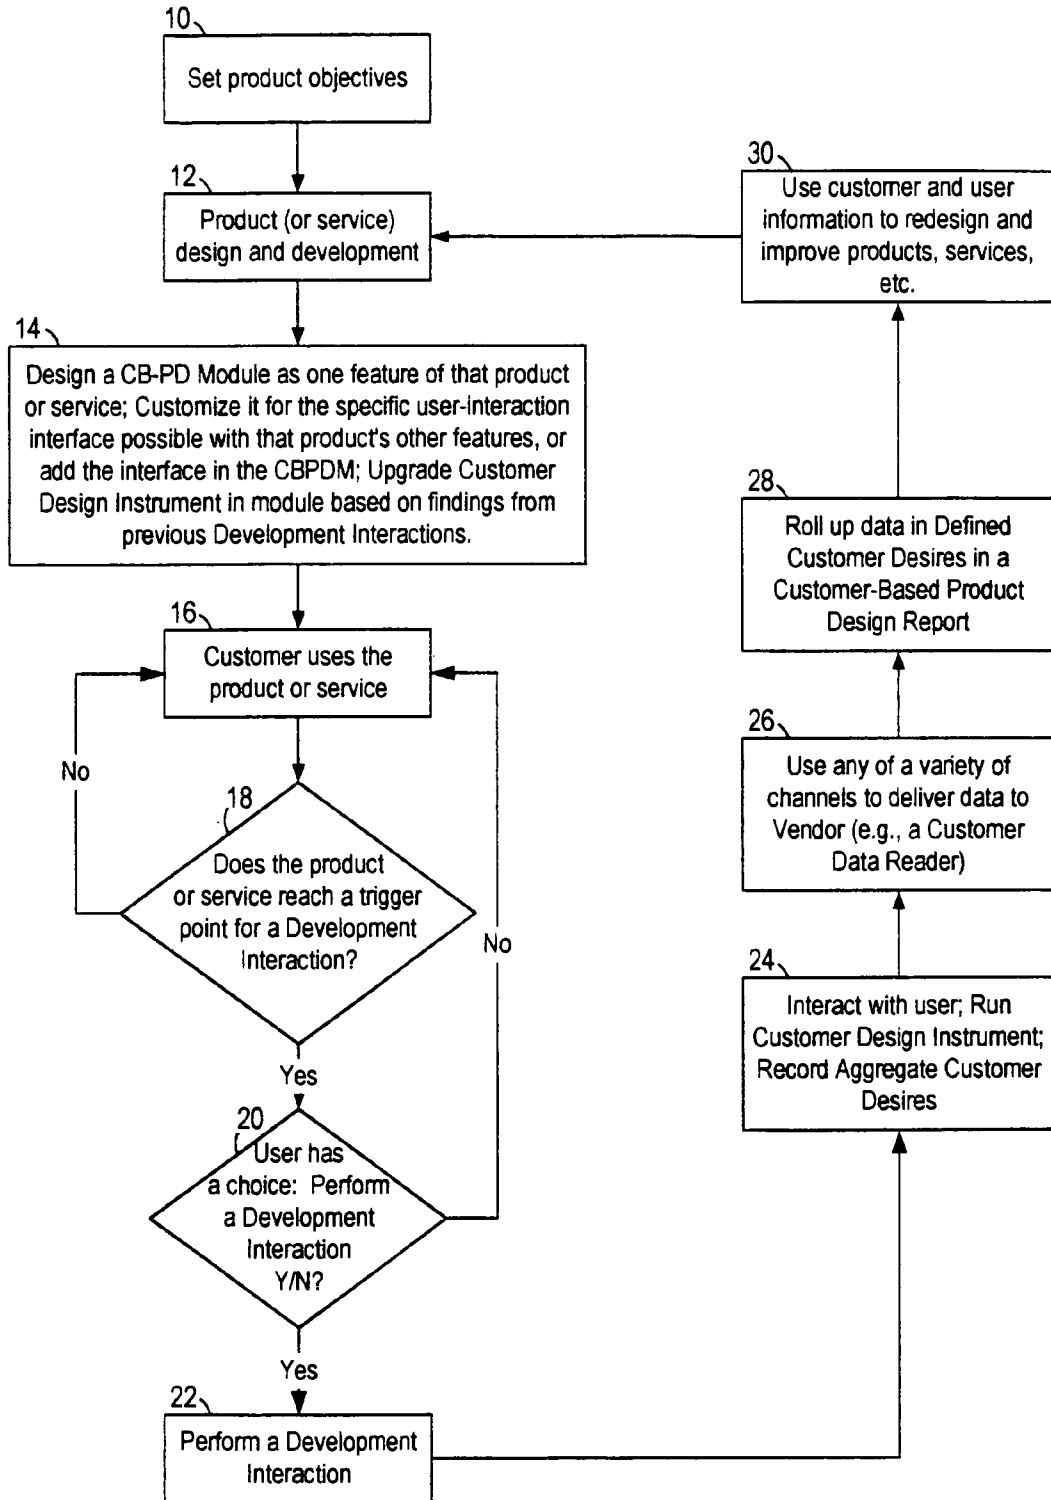 10
Set product objectives
12
Product (or service)
design and development
14
Design a CB-PD Module as one feature of that product
or service; Customize it for the specific user-interaction
interface possible with that product's other features, or
add the interface in the CBPDM; Upgrade Customer
Design Instrument in module based on findings from
previous Development Interactions.
16
Customer uses the
product or service
No
18
Does the product
or service reach a trigger
point for a Development
Interaction?
No
Yes
20
User has
a choice: Perform
a Development
Interaction
Y/N?
Yes
22
Perform a Development
Interaction
24
Interact with user; Run
Customer Design Instrument;
Record Aggregate Customer
Desires
26
Use any of a variety of
channels to deliver data to
Vendor (e.g., a Customer
Data Reader)
28
Roll up data in Defined
Customer Desires in a
Customer-Based Product
Design Report
30
Use customer and user
information to redesign and
improve products, services,
etc.